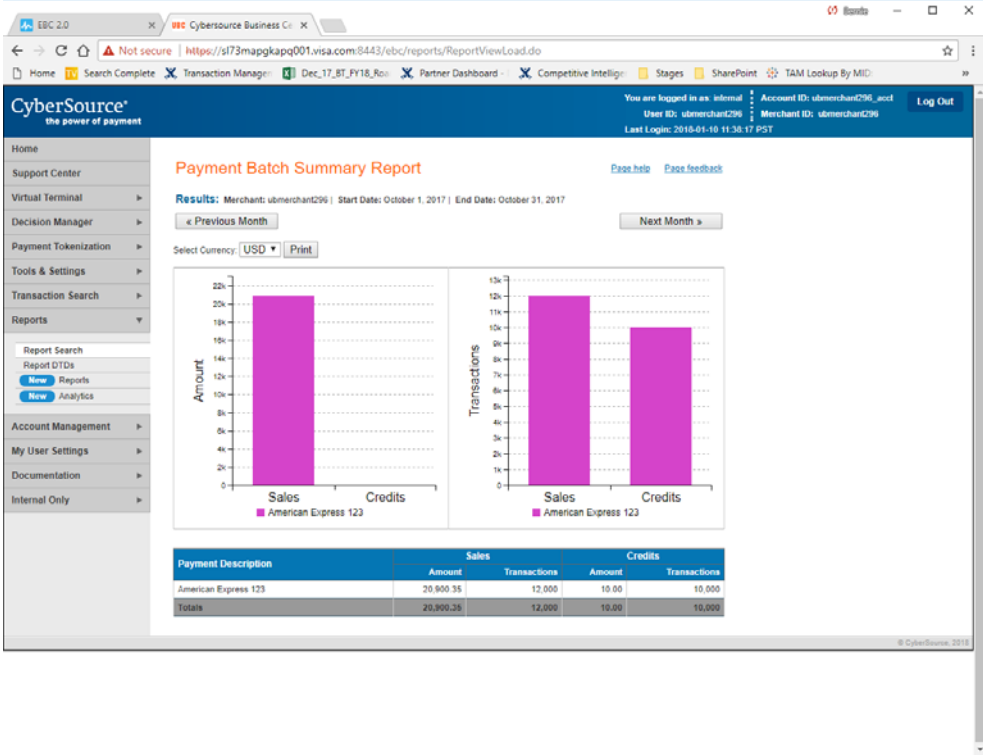 EBC 2.0 × EBC Cybersource Business Ce ×
Not secure | https://sl73mapgkapq001.visa.com:8443/ebc/reports/ReportViewLoad.do
Home Search Complete Transaction Manager Dec_17_BT_FY18_Roa Partner Dashboard - Competitive Intellige Stages SharePoint TAM Lookup By MID »
CyberSource®
the power of payment
You are logged in as: internal
User ID: ubmerchant296
Last Login: 2018-01-10 11:38:17 PST
Account ID: ubmerchant296_acct
Merchant ID: ubmerchant296
Log Out
Home
Support Center
Virtual Terminal
Decision Manager
Payment Tokenization
Tools & Settings
Transaction Search
Reports
Report Search
Report DTDs
New Reports
New Analytics
Account Management
My User Settings
Documentation
Internal Only
Payment Batch Summary Report
Page help Page feedback
Results: Merchant: ubmerchant296 | Start Date: October 1, 2017 | End Date: October 31, 2017
« Previous Month
Next Month »
Select Currency: USD Print
Amount
22k
20k
18k
16k
14k
12k
10k
8k
6k
4k
2k
0
Sales Credits
American Express 123
Transactions
13k
12k
11k
10k
9k
8k
7k
6k
5k
4k
3k
2k
1k
0
Sales Credits
American Express 123
Payment Description Sales Credits
Amount Transactions Amount Transactions
American Express 123 20,900.35 12,000 10.00 10,000
Totals 20,900.35 12,000 10.00 10,000
© CyberSource, 2018